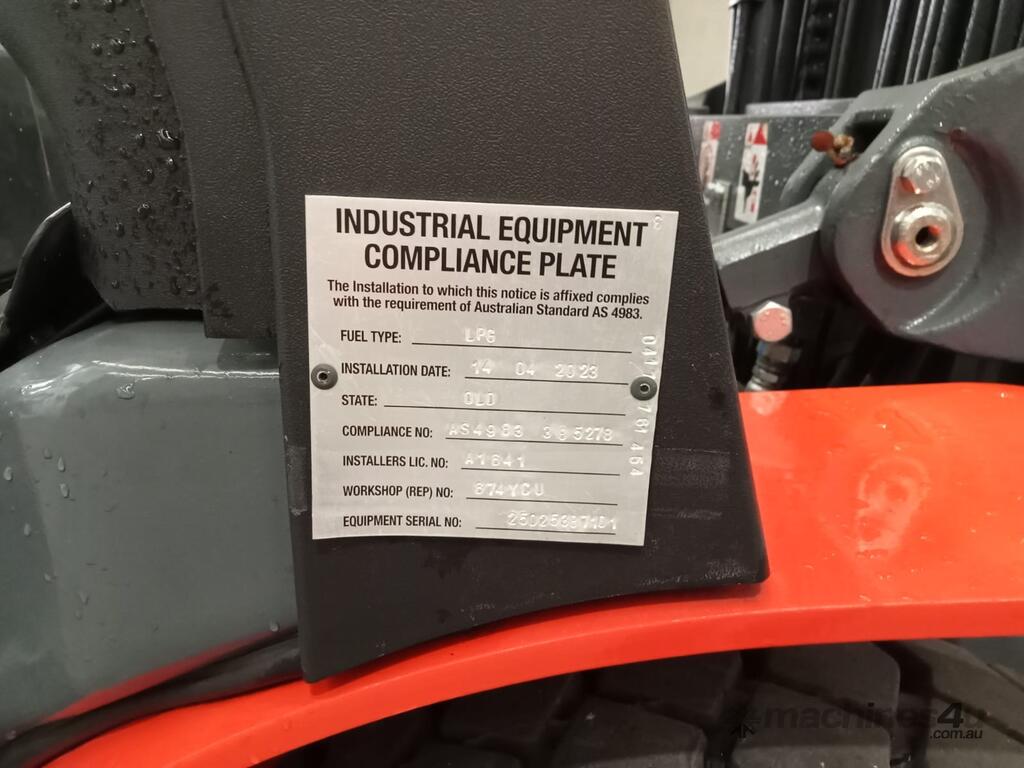 INDUSTRIAL EQUIPMENT
COMPLIANCE PLATE
The Installation to which this notice is affixed complies
with the requirement of Australian Standard AS 4983.
FUEL TYPE: LPG
INSTALLATION DATE: 14 04 2023
STATE: QLD
COMPLIANCE NO: AS4983
INSTALLERS LIC. NO: A1641
WORKSHOP (REP) NO:
EQUIPMENT SERIAL NO:
machines4u
.com.au